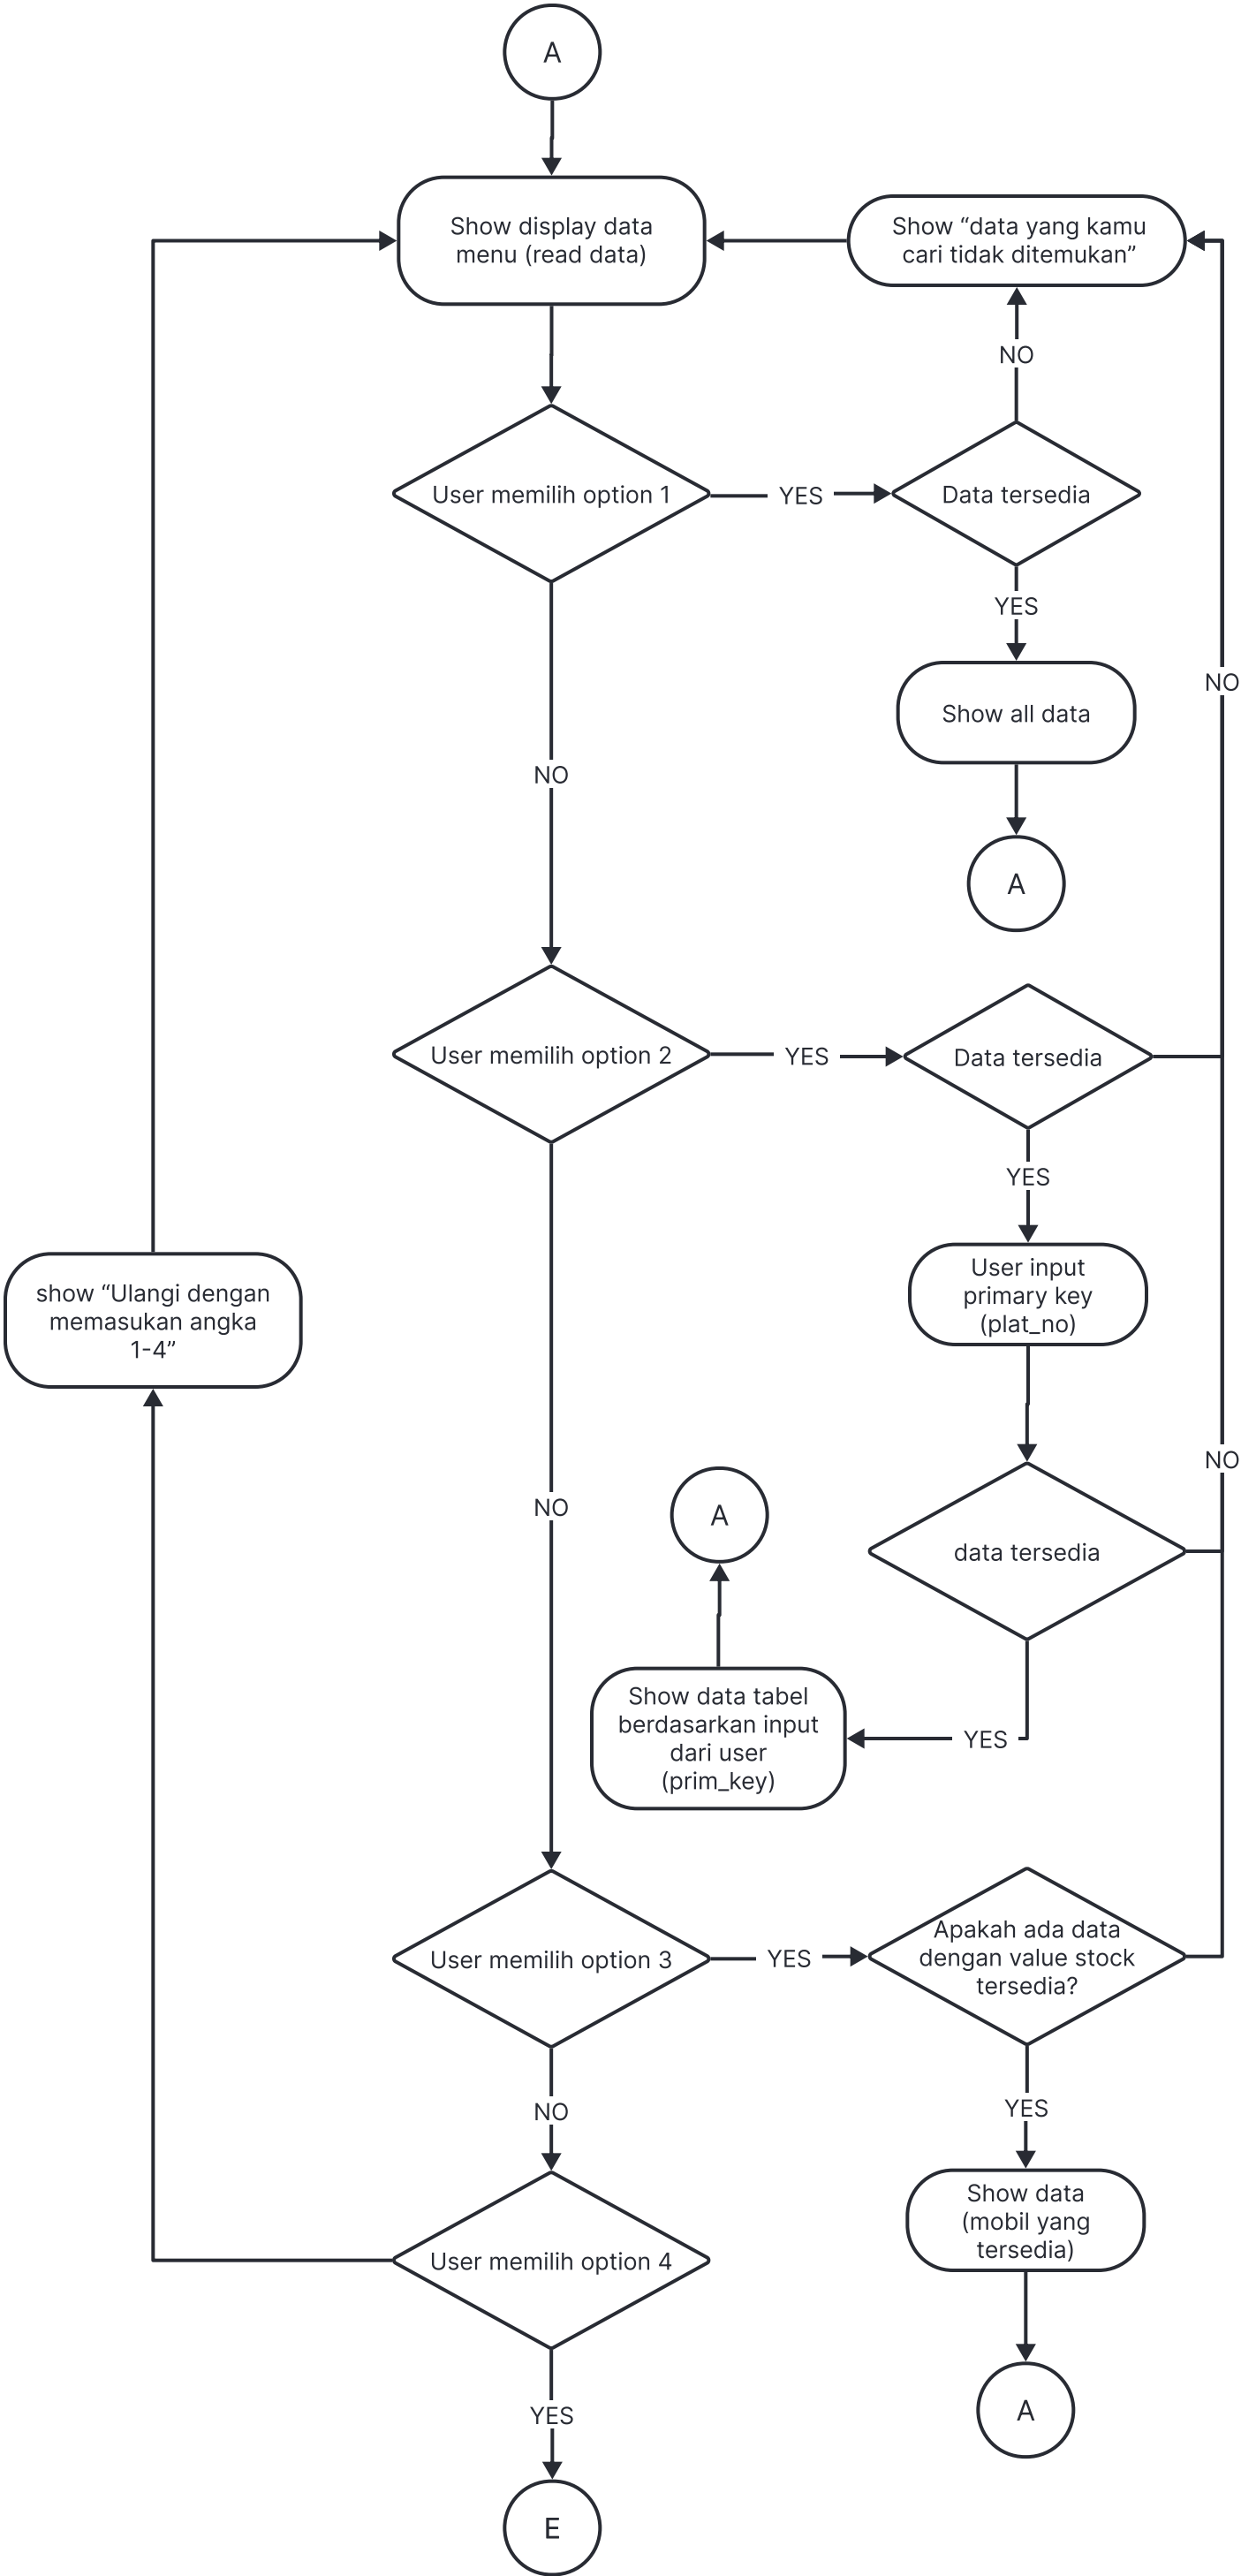 A
Show display data
menu (read data)
Show “data yang kamu
cari tidak ditemukan”
NO
User memilih option 1
YES
Data tersedia
YES
NO
Show all data
NO
A
User memilih option 2
YES
Data tersedia
YES
User input
primary key
(plat_no)
show “Ulangi dengan
memasukan angka
1-4”
NO
NO
A
data tersedia
Show data tabel
berdasarkan input
dari user
(prim_key)
YES
User memilih option 3
YES
Apakah ada data
dengan value stock
tersedia?
NO
YES
Show data
(mobil yang
tersedia)
User memilih option 4
YES
A
E